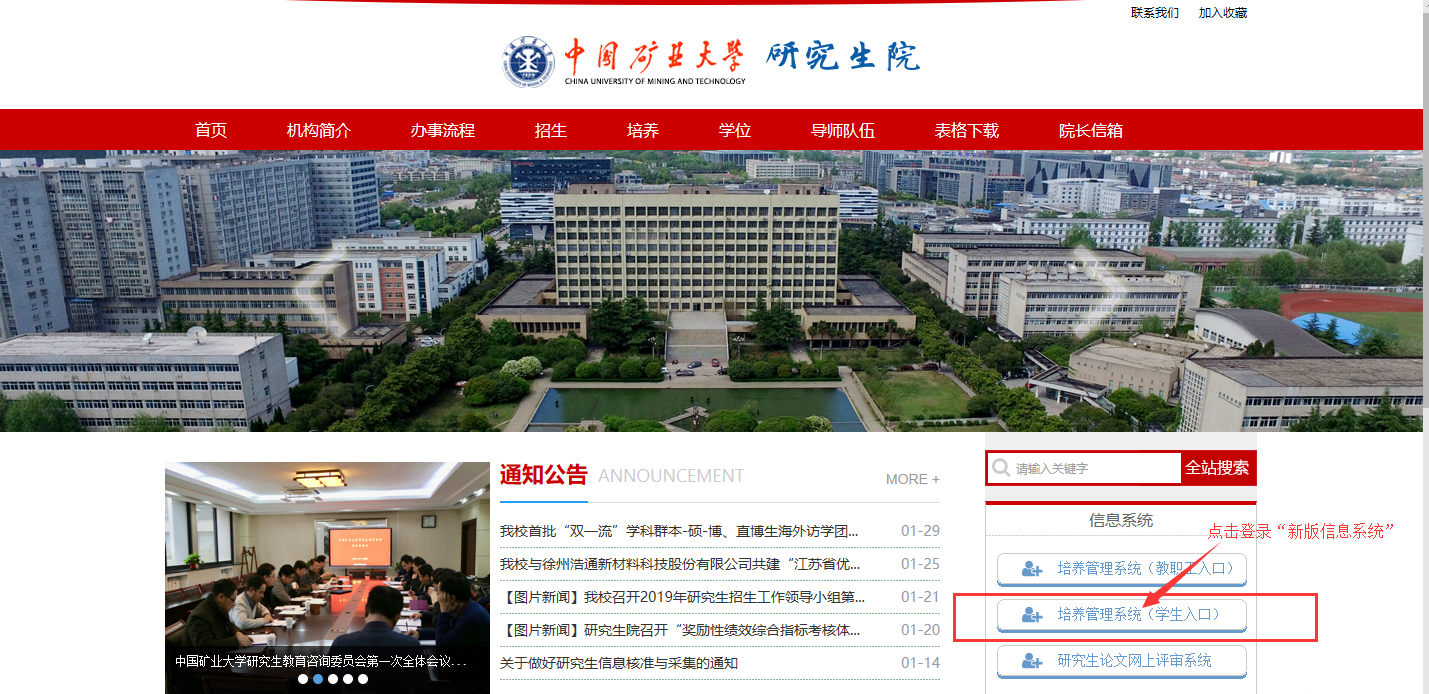 联系我们 加入收藏
中国矿业大学 研究生院
CHINA UNIVERSITY OF MINING AND TECHNOLOGY
首页 机构简介 办事流程 招生 培养 学位 导师队伍 表格下载 院长信箱
中国矿业大学研究生教育咨询委员会第一次全体会议...
通知公告 ANNOUNCEMENT MORE +
我校首批“双一流”学科群本-硕-博、直博生海外访学团... 01-29
我校与徐州浩通新材料科技股份有限公司共建“江苏省优... 01-25
【图片新闻】我校召开2019年研究生招生工作领导小组第... 01-21
【图片新闻】研究生院召开“奖励性绩效综合指标考核体... 01-20
关于做好研究生信息核准与采集的通知 01-14
请输入关键字 全站搜索
信息系统
点击登录“新版信息系统”
培养管理系统（教职工入口）
培养管理系统（学生入口）
研究生论文网上评审系统